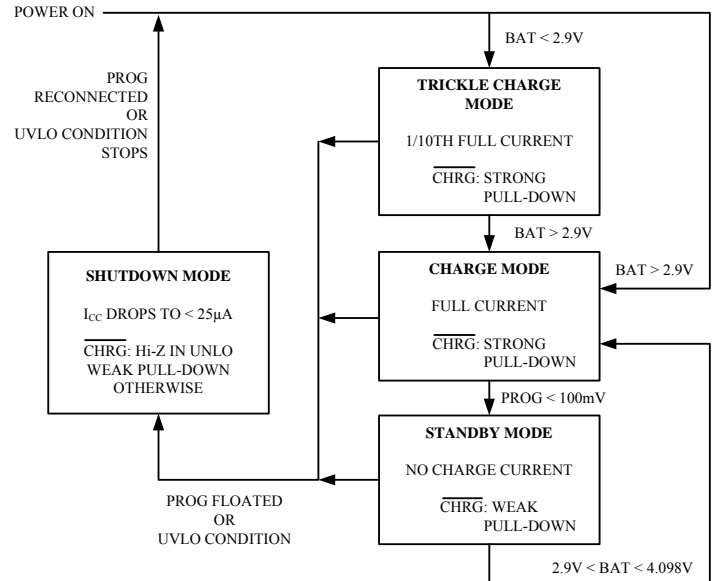 POWER ON
BAT < 2.9V
PROG
RECONNECTED
OR
UVLO CONDITION
STOPS
TRICKLE CHARGE
MODE
1/10TH FULL CURRENT
CHRG: STRONG
PULL-DOWN
BAT > 2.9V
SHUTDOWN MODE
ICC DROPS TO < 25µA
CHRG: Hi-Z IN UNLO
WEAK PULL-DOWN
OTHERWISE
CHARGE MODE
FULL CURRENT
CHRG: STRONG
PULL-DOWN
BAT > 2.9V
PROG < 100mV
STANDBY MODE
NO CHARGE CURRENT
CHRG: WEAK
PULL-DOWN
PROG FLOATED
OR
UVLO CONDITION
2.9V < BAT < 4.098V